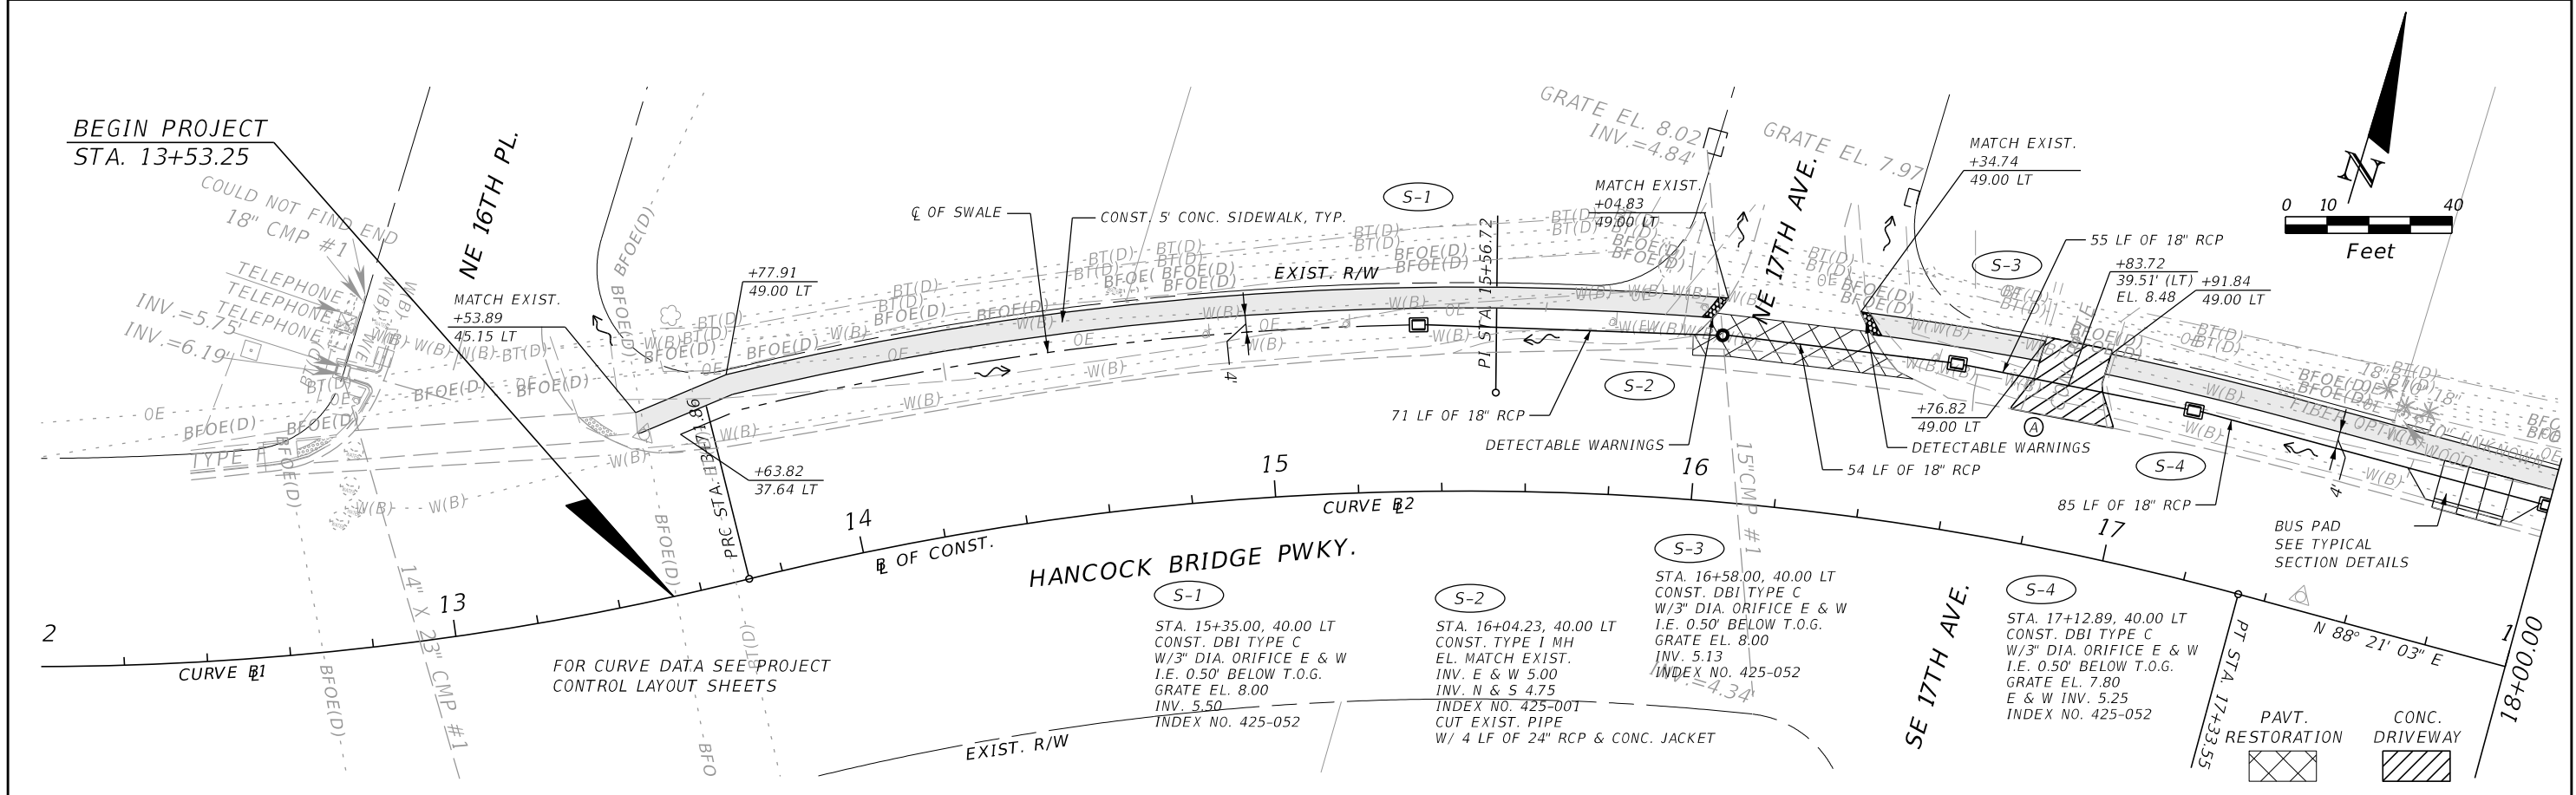 BEGIN PROJECT
STA. 13+53.25
COULD NOT FIND END
18" CMP #1
TELEPHONE
TELEPHONE
TELEPHONE
INV.=5.75'
INV.=6.19'
TYPE F
NE 16TH PL.
MATCH EXIST.
+53.89
45.15 LT
+77.91
49.00 LT
+63.82
37.64 LT
PRC STA. 13+71.86
14" X 23" CMP #1
℄ OF SWALE
CONST. 5' CONC. SIDEWALK, TYP.
EXIST. R/W
S-1
PI STA. 15+56.72
GRATE EL. 8.02
INV.=4.84'
MATCH EXIST.
+04.83
49.00 LT
NE 17TH AVE.
GRATE EL. 7.97
MATCH EXIST.
+34.74
49.00 LT
S-3
55 LF OF 18" RCP
+83.72
39.51' (LT)
EL. 8.48
+91.84
49.00 LT
0 10 40
Feet
N
4'
S-2
71 LF OF 18" RCP
DETECTABLE WARNINGS
54 LF OF 18" RCP
DETECTABLE WARNINGS
+76.82
49.00 LT
A
S-4
85 LF OF 18" RCP
4'
BUS PAD
SEE TYPICAL
SECTION DETAILS
15" CMP #1
2
13
14
15
16
17
1
CURVE BL1
BL OF CONST.
CURVE BL2
HANCOCK BRIDGE PWKY.
FOR CURVE DATA SEE PROJECT
CONTROL LAYOUT SHEETS
EXIST. R/W
S-1
STA. 15+35.00, 40.00 LT
CONST. DBI TYPE C
W/3" DIA. ORIFICE E & W
I.E. 0.50' BELOW T.O.G.
GRATE EL. 8.00
INV. 5.50
INDEX NO. 425-052
S-2
STA. 16+04.23, 40.00 LT
CONST. TYPE I MH
EL. MATCH EXIST.
INV. E & W 5.00
INV. N & S 4.75
INDEX NO. 425-001
CUT EXIST. PIPE
W/ 4 LF OF 24" RCP & CONC. JACKET
S-3
STA. 16+58.00, 40.00 LT
CONST. DBI TYPE C
W/3" DIA. ORIFICE E & W
I.E. 0.50' BELOW T.O.G.
GRATE EL. 8.00
INV. 5.13
INDEX NO. 425-052
INV.=4.34'
SE 17TH AVE.
S-4
STA. 17+12.89, 40.00 LT
CONST. DBI TYPE C
W/3" DIA. ORIFICE E & W
I.E. 0.50' BELOW T.O.G.
GRATE EL. 7.80
E & W INV. 5.25
INDEX NO. 425-052
PT STA. 17+33.55
N 88° 21' 03" E
18+00.00
PAVT.
RESTORATION
CONC.
DRIVEWAY